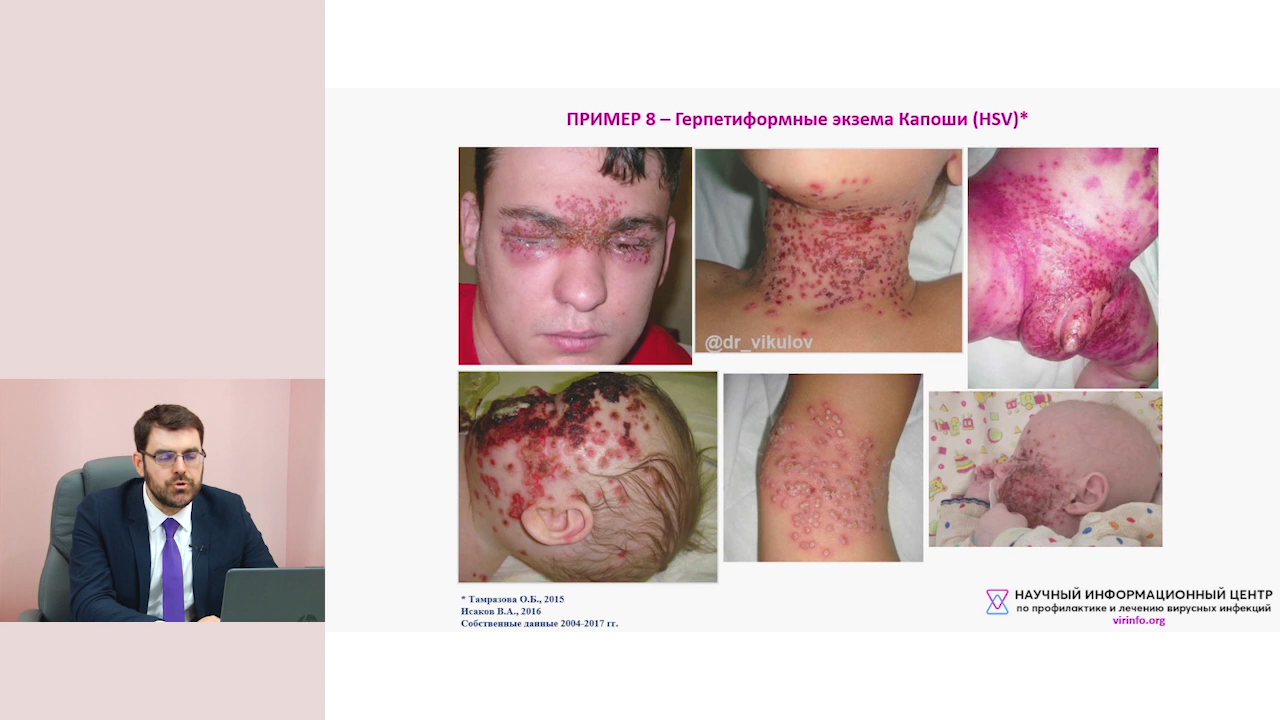 ПРИМЕР 8 – Герпетиформные экзема Капоши (HSV)*
@dr_vikulov
* Тамразова О.Б., 2015
Исаков В.А., 2016
Собственные данные 2004-2017 гг.
НАУЧНЫЙ ИНФОРМАЦИОННЫЙ ЦЕНТР
по профилактике и лечению вирусных инфекций
virinfo.org